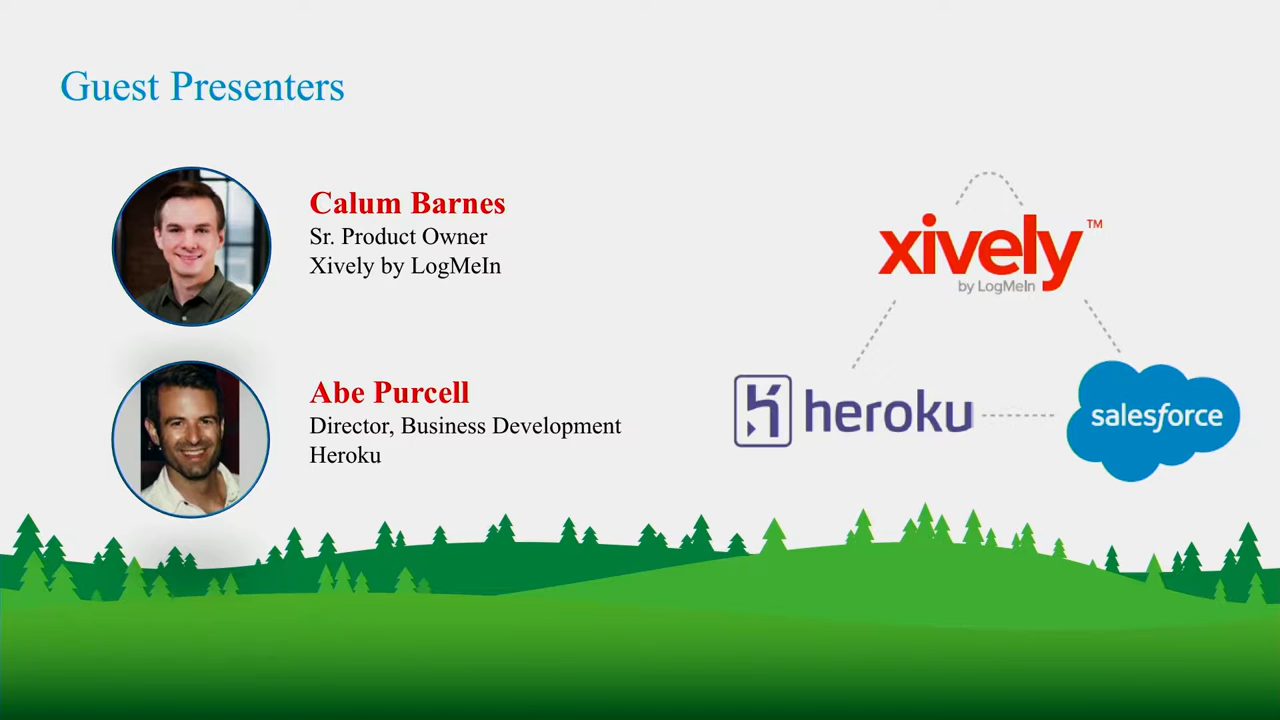 Guest Presenters
Calum Barnes
Sr. Product Owner
Xively by LogMeIn
Abe Purcell
Director, Business Development
Heroku
xively™
by LogMeIn
heroku
salesforce